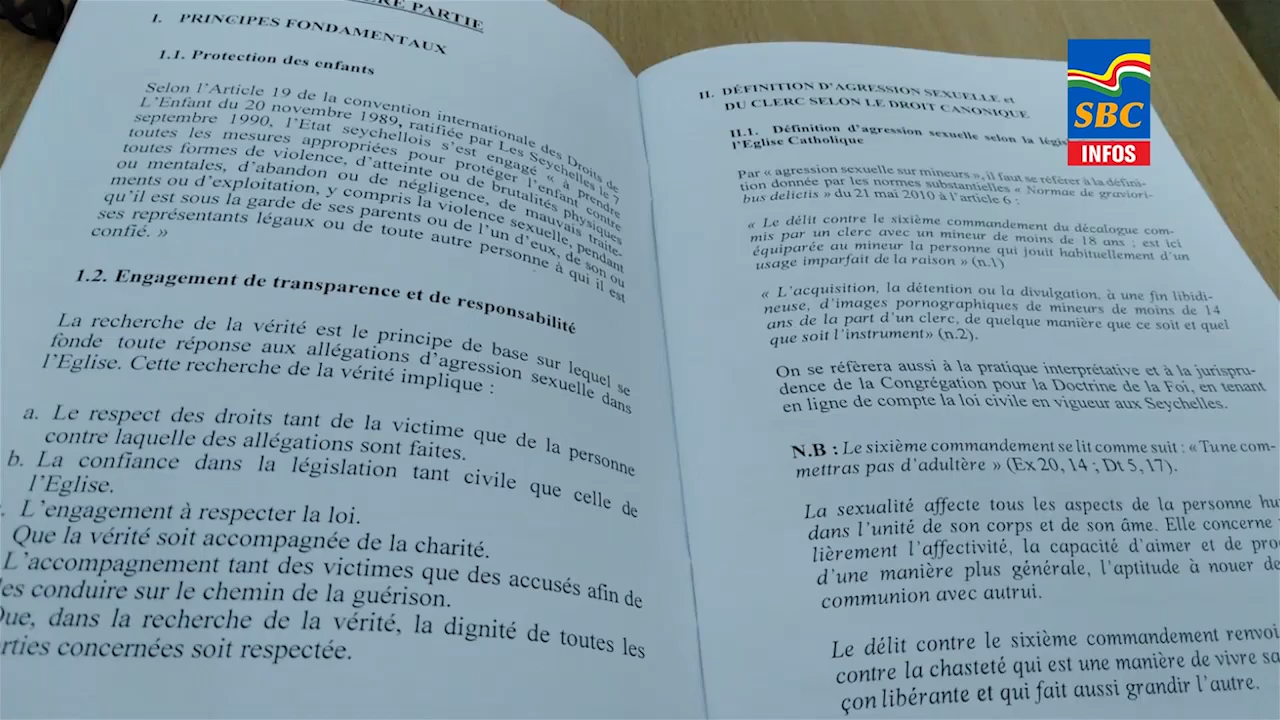 ÈRE PARTIE
I. PRINCIPES FONDAMENTAUX
1.1. Protection des enfants
Selon l'Article 19 de la convention internationale des Droits de
L'Enfant du 20 novembre 1989, ratifiée par Les Seychelles le 7
septembre 1990, l'Etat seychellois s'est engagé « à prendre
toutes les mesures appropriées pour protéger l'enfant contre
toutes formes de violence, d'atteinte ou de brutalités physiques
ou mentales, d'abandon ou de négligence, de mauvais traite-
ments ou d'exploitation, y compris la violence sexuelle, pendant
qu'il est sous la garde de ses parents ou de l'un d'eux, de son ou
ses représentants légaux ou de toute autre personne à qui il est
confié. »
1.2. Engagement de transparence et de responsabilité
La recherche de la vérité est le principe de base sur lequel se
fonde toute réponse aux allégations d'agression sexuelle dans
l'Eglise. Cette recherche de la vérité implique :
a. Le respect des droits tant de la victime que de la personne
contre laquelle des allégations sont faites.
b. La confiance dans la législation tant civile que celle de
l'Eglise.
. L'engagement à respecter la loi.
Que la vérité soit accompagnée de la charité.
L'accompagnement tant des victimes que des accusés afin de
les conduire sur le chemin de la guérison.
Que, dans la recherche de la vérité, la dignité de toutes les
rties concernées soit respectée.
II. DÉFINITION D'AGRESSION SEXUELLE et
DU CLERC SELON LE DROIT CANONIQUE
II.1. Définition d'agression sexuelle selon la législ
l'Eglise Catholique
Par « agression sexuelle sur mineurs », il faut se référer à la défini-
tion donnée par les normes substantielles « Normae de graviori-
bus delictis » du 21 mai 2010 à l'article 6 :
« Le délit contre le sixième commandement du décalogue com-
mis par un clerc avec un mineur de moins de 18 ans ; est ici
équiparée au mineur la personne qui jouit habituellement d'un
usage imparfait de la raison » (n.1)
« L'acquisition, la détention ou la divulgation, à une fin libidi-
neuse, d'images pornographiques de mineurs de moins de 14
ans de la part d'un clerc, de quelque manière que ce soit et quel
que soit l'instrument» (n.2).
On se réfèrera aussi à la pratique interprétative et à la jurispru-
dence de la Congrégation pour la Doctrine de la Foi, en tenant
en ligne de compte la loi civile en vigueur aux Seychelles.
N.B : Le sixième commandement se lit comme suit : « Tu ne com-
mettras pas d'adultère » (Ex 20, 14 ; Dt 5, 17).
La sexualité affecte tous les aspects de la personne hu
dans l'unité de son corps et de son âme. Elle concerne
lièrement l'affectivité, la capacité d'aimer et de pro
d'une manière plus générale, l'aptitude à nouer de
communion avec autrui.
Le délit contre le sixième commandement renvoi
contre la chasteté qui est une manière de vivre sa
çon libérante et qui fait aussi grandir l'autre.
SBC
INFOS